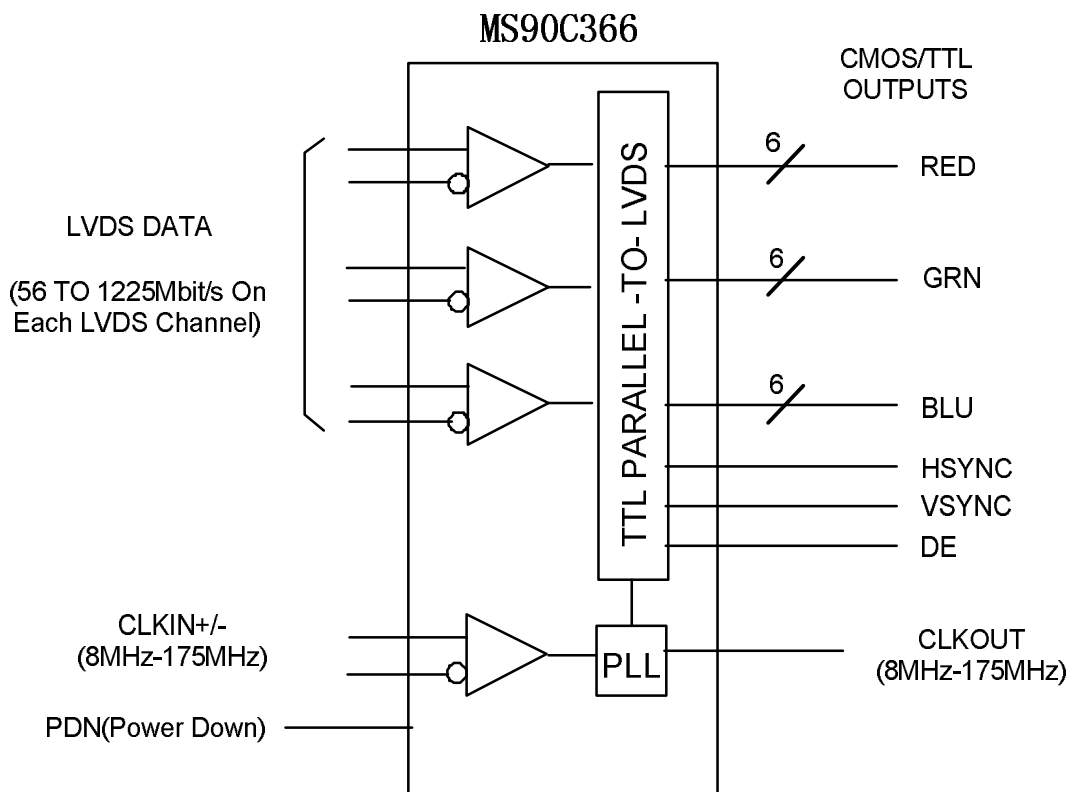 MS90C366
CMOS/TTL
OUTPUTS
LVDS DATA
(56 TO 1225Mbit/s On
Each LVDS Channel)
TTL PARALLEL -TO- LVDS
6
RED
6
GRN
6
BLU
HSYNC
VSYNC
DE
CLKIN+/-
(8MHz-175MHz)
PLL
CLKOUT
(8MHz-175MHz)
PDN(Power Down)